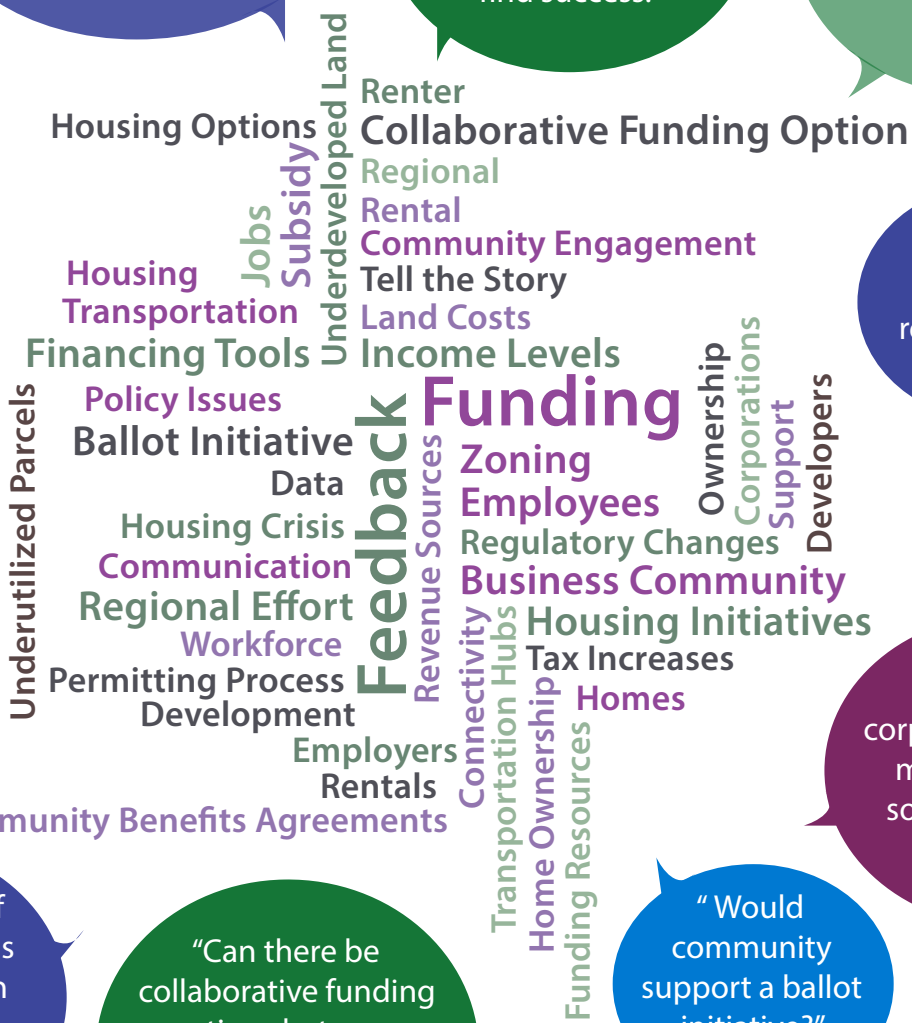 find success.”
Underdeveloped Land
Renter
Housing Options
Collaborative Funding Option
Subsidy
Regional
Jobs
Rental
Community Engagement
Housing
Tell the Story
Transportation
Land Costs
Financing Tools
Income Levels
Underutilized Parcels
Policy Issues
Funding
Ownership
Corporations
Support
Developers
Ballot Initiative
Feedback
Revenue Sources
Zoning
Data
Employees
Housing Crisis
Regulatory Changes
Communication
Business Community
Regional Effort
Connectivity
Transportation Hubs
Housing Initiatives
Workforce
Tax Increases
Permitting Process
Home Ownership
Homes
Development
Funding Resources
Employers
Rentals
Benefits Agreements
“Can there be
collaborative funding
“ Would
community
support a ballot
initiative?”